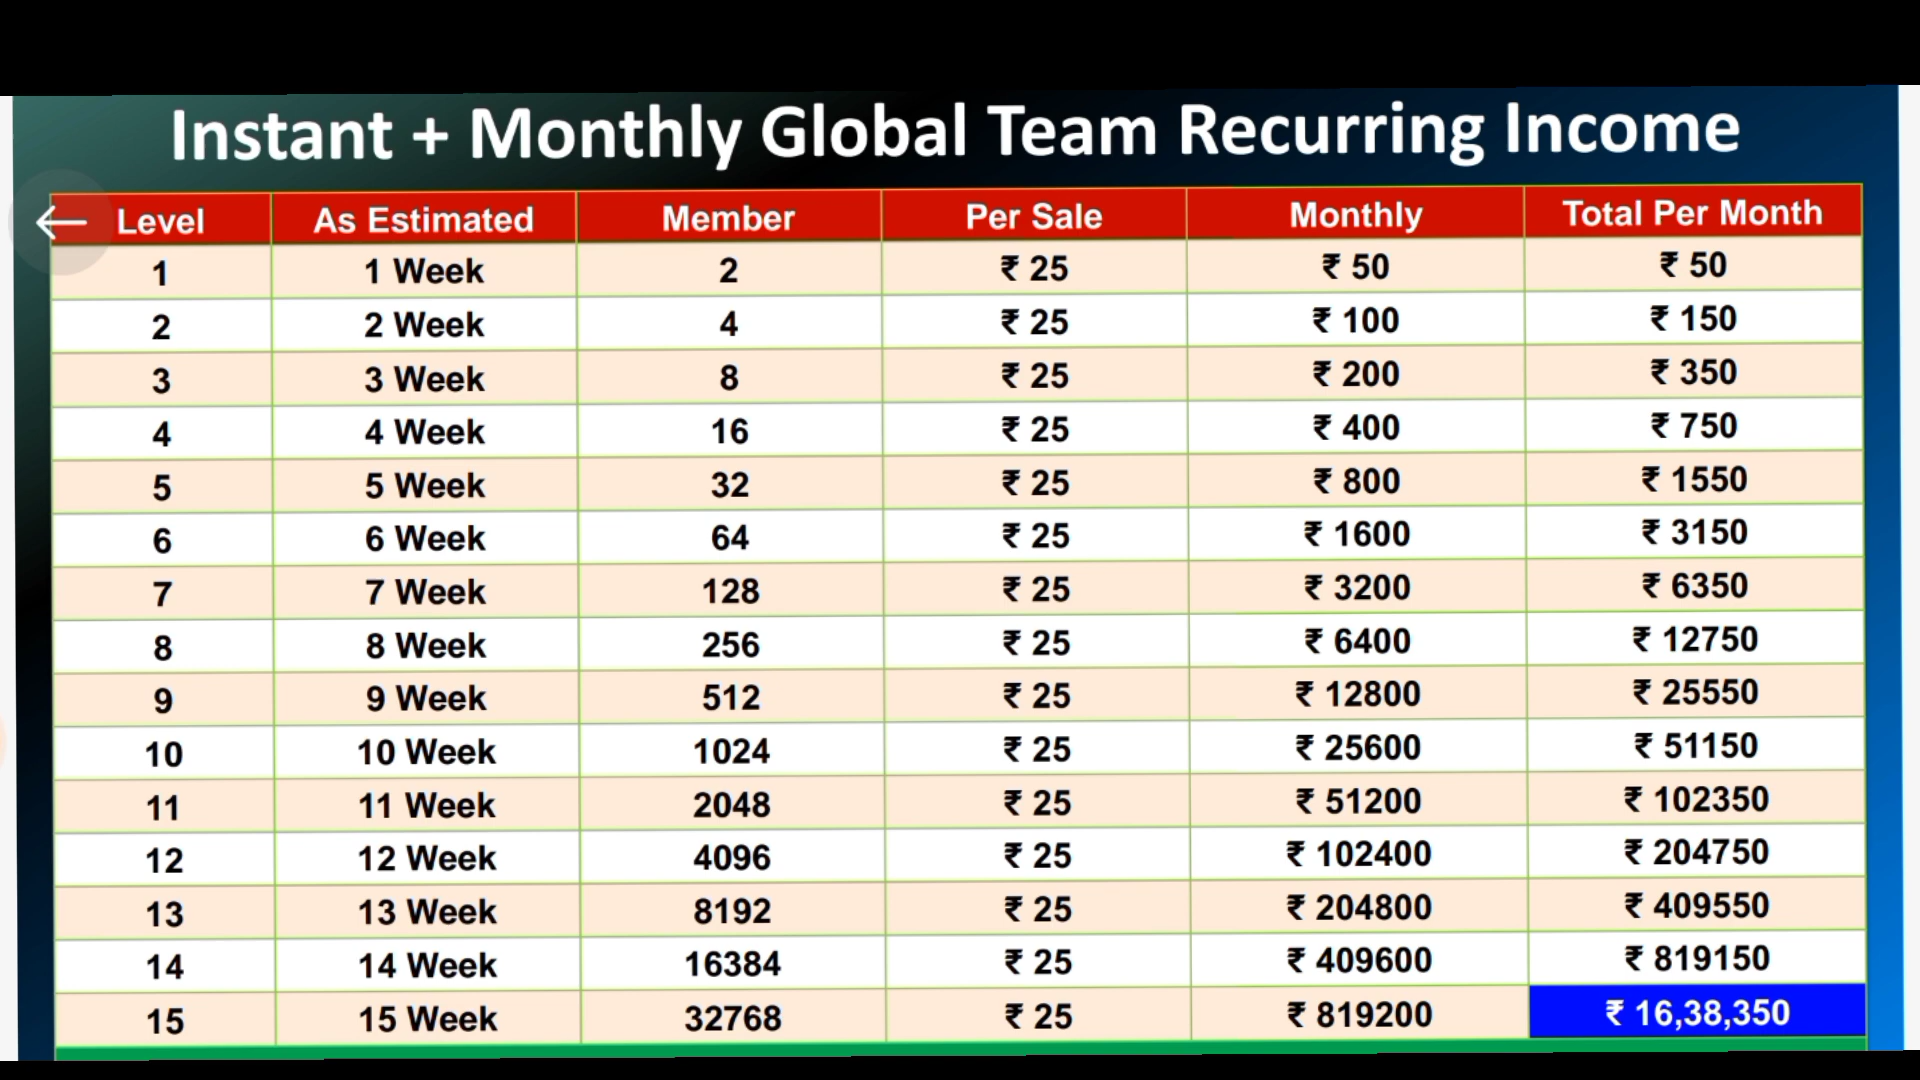 Instant + Monthly Global Team Recurring Income
Level As Estimated Member Per Sale Monthly Total Per Month
1 1 Week 2 ₹ 25 ₹ 50 ₹ 50
2 2 Week 4 ₹ 25 ₹ 100 ₹ 150
3 3 Week 8 ₹ 25 ₹ 200 ₹ 350
4 4 Week 16 ₹ 25 ₹ 400 ₹ 750
5 5 Week 32 ₹ 25 ₹ 800 ₹ 1550
6 6 Week 64 ₹ 25 ₹ 1600 ₹ 3150
7 7 Week 128 ₹ 25 ₹ 3200 ₹ 6350
8 8 Week 256 ₹ 25 ₹ 6400 ₹ 12750
9 9 Week 512 ₹ 25 ₹ 12800 ₹ 25550
10 10 Week 1024 ₹ 25 ₹ 25600 ₹ 51150
11 11 Week 2048 ₹ 25 ₹ 51200 ₹ 102350
12 12 Week 4096 ₹ 25 ₹ 102400 ₹ 204750
13 13 Week 8192 ₹ 25 ₹ 204800 ₹ 409550
14 14 Week 16384 ₹ 25 ₹ 409600 ₹ 819150
15 15 Week 32768 ₹ 25 ₹ 819200 ₹ 16,38,350